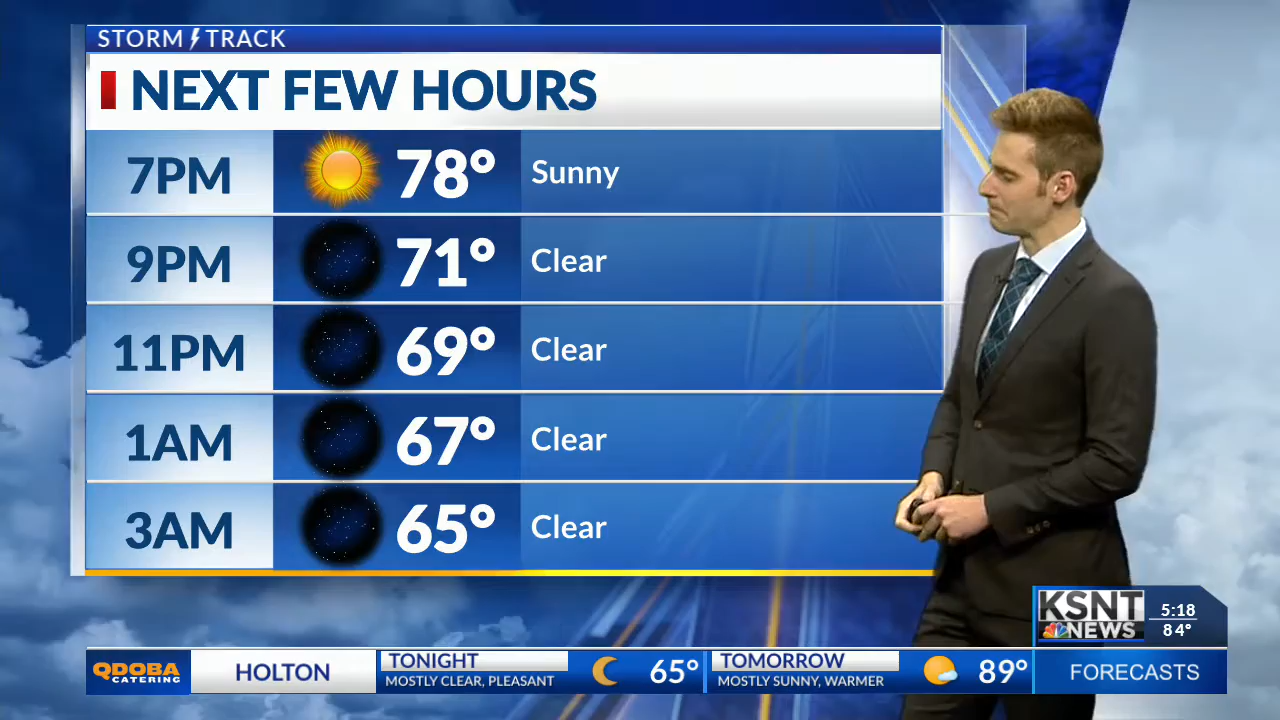 STORM TRACK
NEXT FEW HOURS
7PM 78° Sunny
9PM 71° Clear
11PM 69° Clear
1AM 67° Clear
3AM 65° Clear
KSNT
NEWS
5:18
84°
QDOBA
CATERING
HOLTON
TONIGHT
MOSTLY CLEAR, PLEASANT
65°
TOMORROW
MOSTLY SUNNY, WARMER
89°
FORECASTS